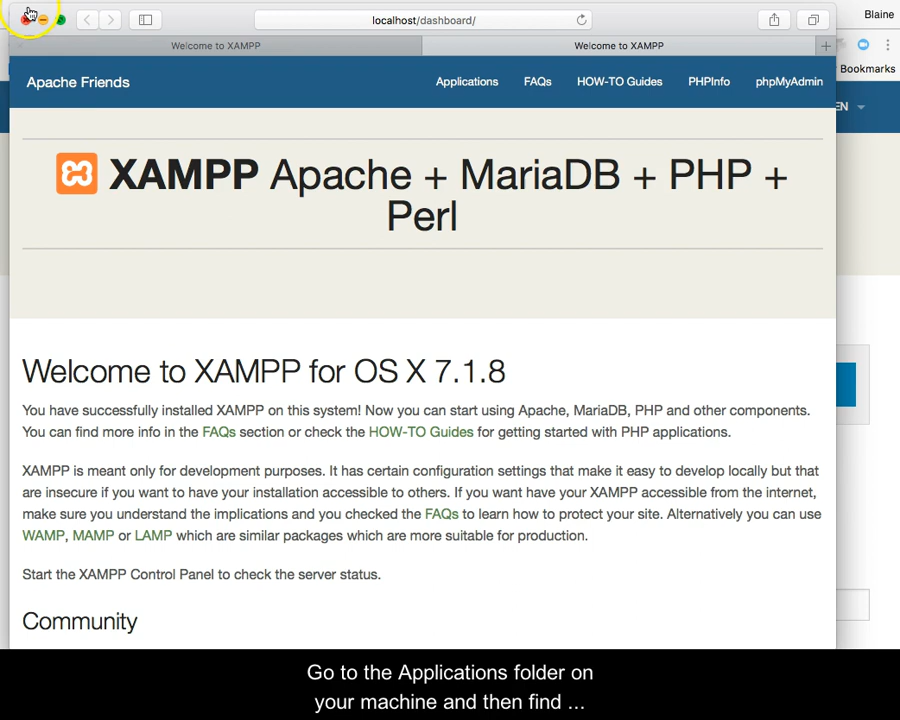 localhost/dashboard/
Blaine
Welcome to XAMPP
Welcome to XAMPP
Bookmarks
Apache Friends
Applications
FAQs
HOW-TO Guides
PHPInfo
phpMyAdmin
EN
XAMPP Apache + MariaDB + PHP +
Perl
Welcome to XAMPP for OS X 7.1.8
You have successfully installed XAMPP on this system! Now you can start using Apache, MariaDB, PHP and other components.
You can find more info in the FAQs section or check the HOW-TO Guides for getting started with PHP applications.
XAMPP is meant only for development purposes. It has certain configuration settings that make it easy to develop locally but that
are insecure if you want to have your installation accessible to others. If you want have your XAMPP accessible from the internet,
make sure you understand the implications and you checked the FAQs to learn how to protect your site. Alternatively you can use
WAMP, MAMP or LAMP which are similar packages which are more suitable for production.
Start the XAMPP Control Panel to check the server status.
Community
Go to the Applications folder on
your machine and then find ...